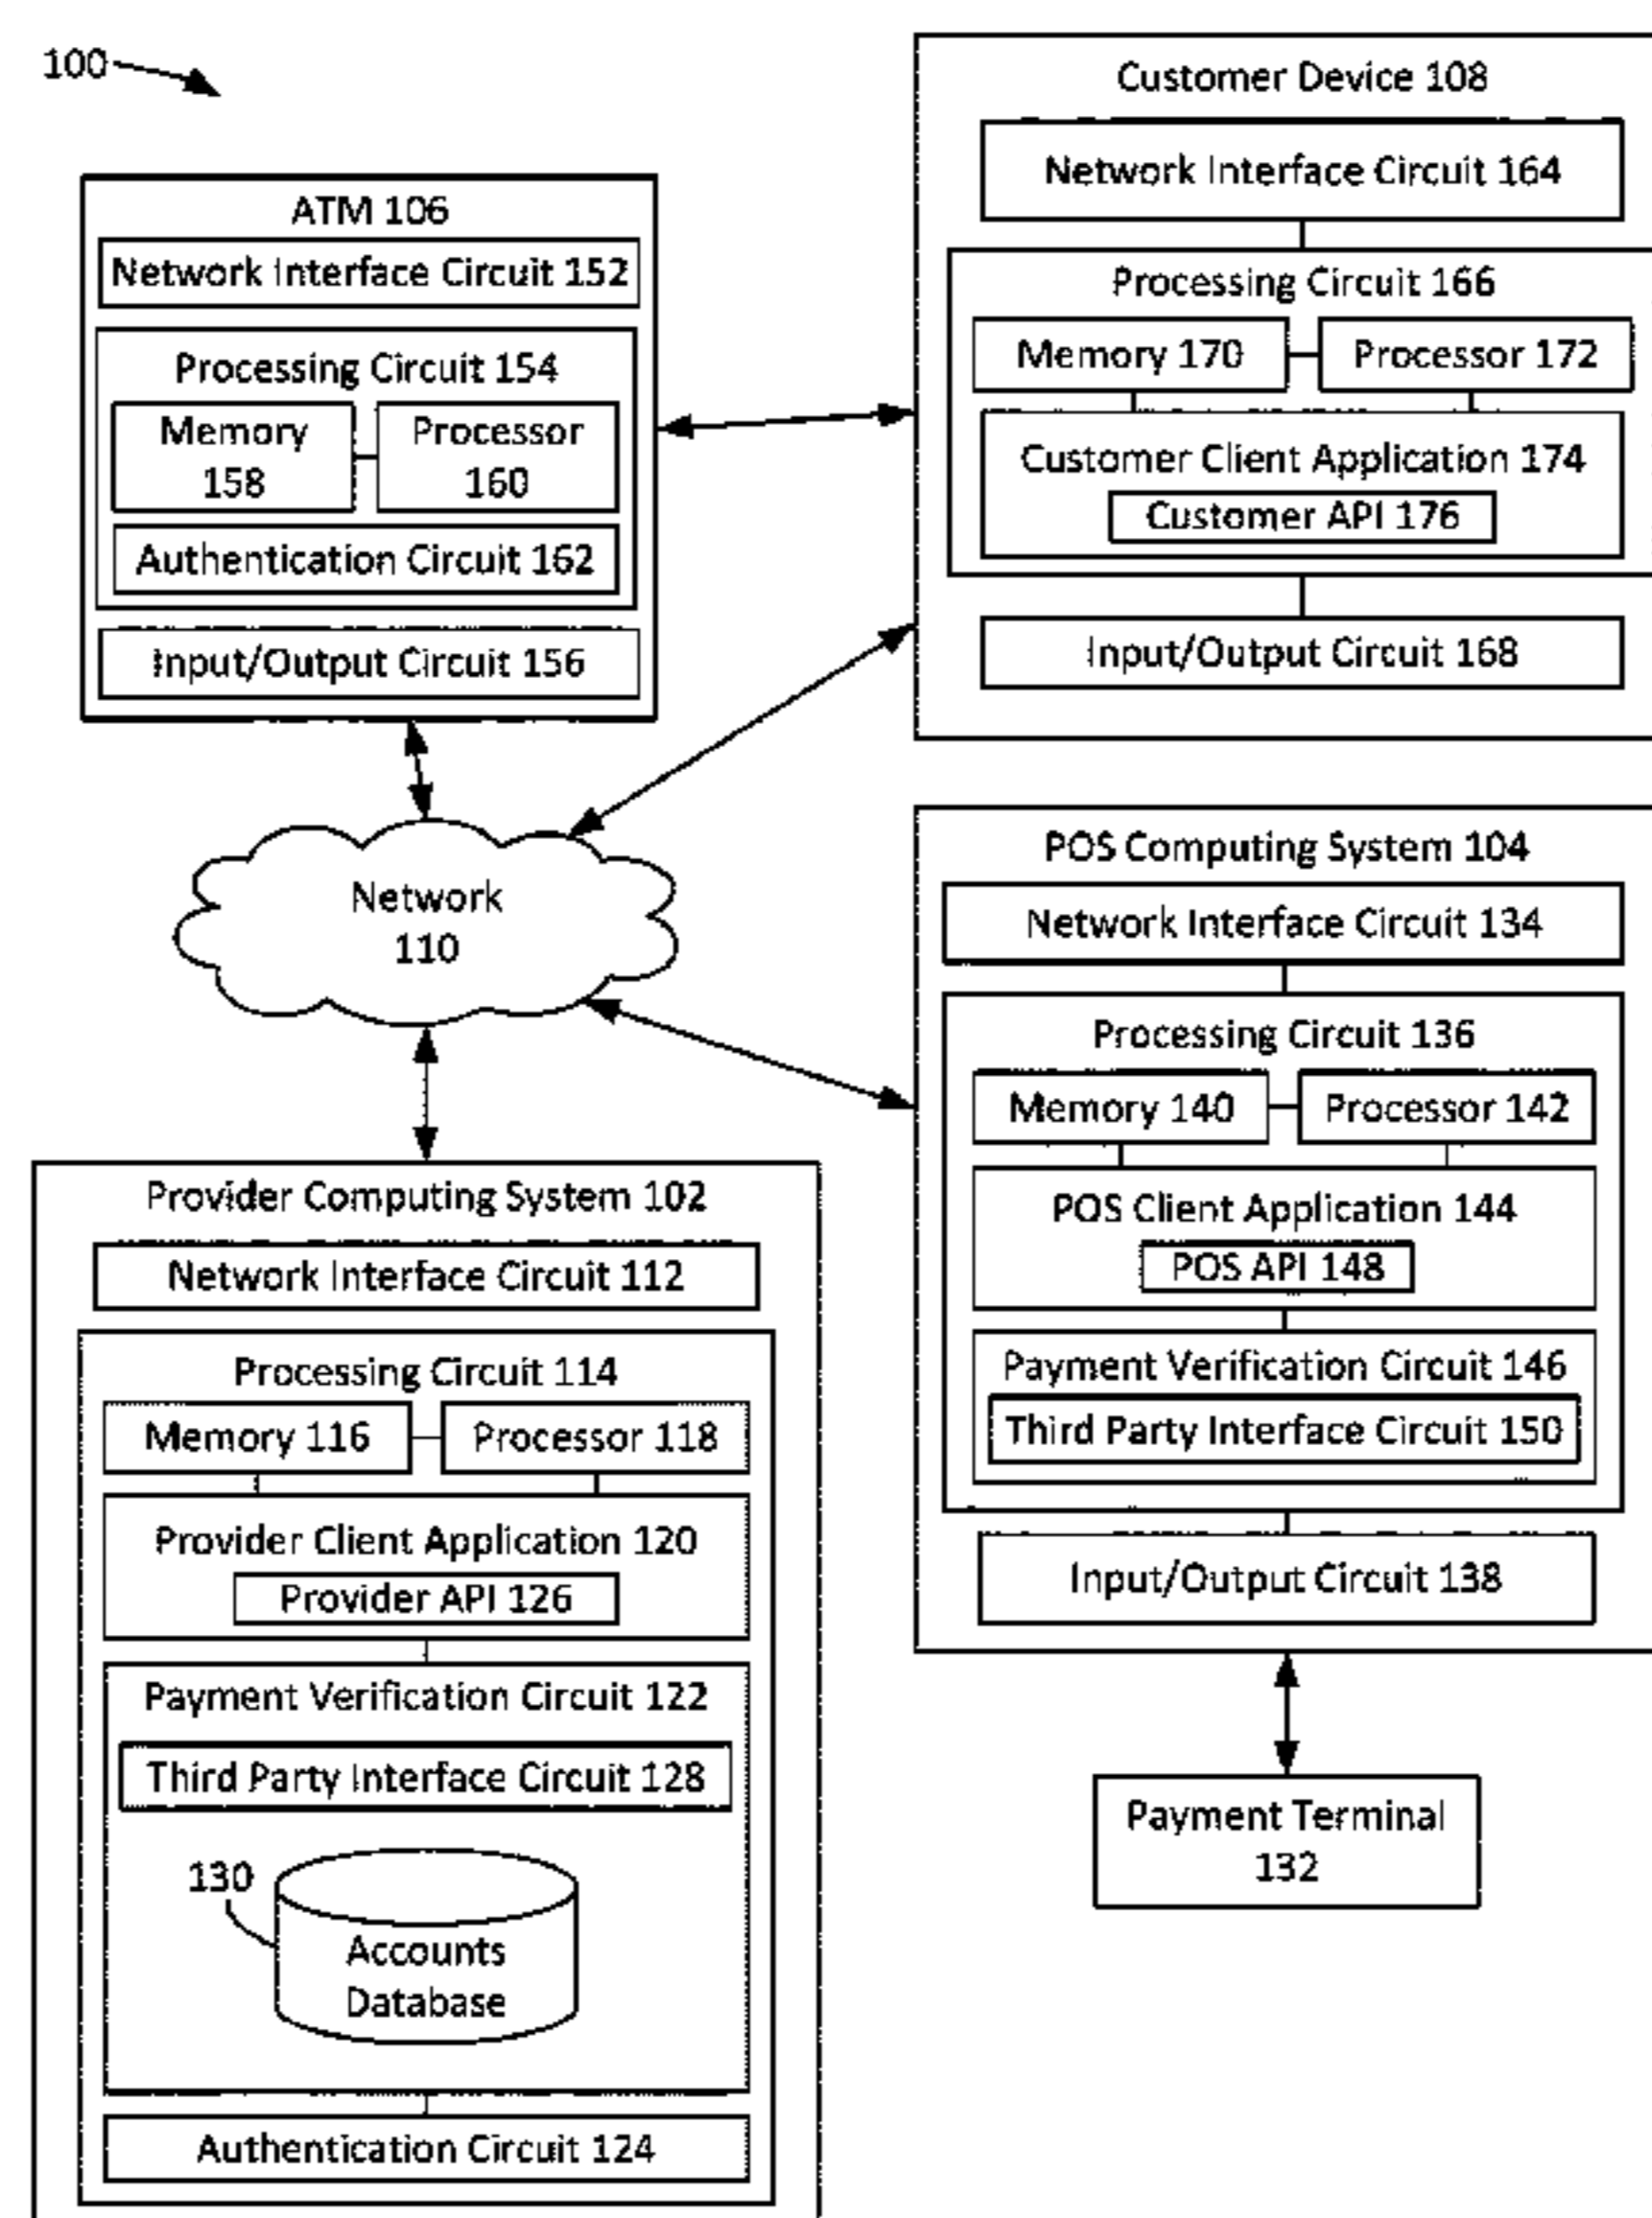 100
ATM 106
Network Interface Circuit 152
Processing Circuit 154
Memory
158
Processor
160
Authentication Circuit 162
Input/Output Circuit 156
Customer Device 108
Network Interface Circuit 164
Processing Circuit 166
Memory 170
Processor 172
Customer Client Application 174
Customer API 176
Input/Output Circuit 168
Network
110
POS Computing System 104
Network Interface Circuit 134
Processing Circuit 136
Memory 140
Processor 142
POS Client Application 144
POS API 148
Payment Verification Circuit 146
Third Party Interface Circuit 150
Input/Output Circuit 138
Payment Terminal
132
Provider Computing System 102
Network Interface Circuit 112
Processing Circuit 114
Memory 116
Processor 118
Provider Client Application 120
Provider API 126
Payment Verification Circuit 122
Third Party Interface Circuit 128
130
Accounts
Database
Authentication Circuit 124